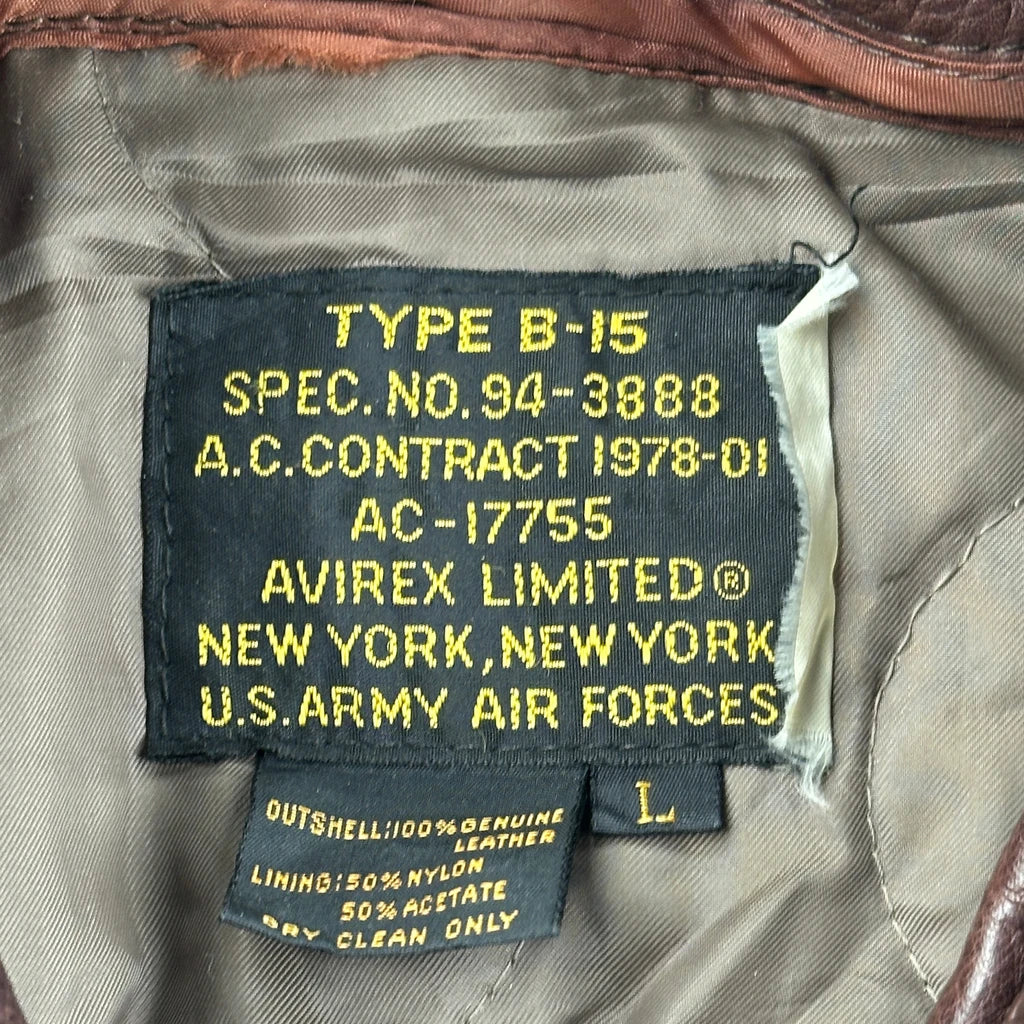 TYPE B-15
SPEC. NO. 94-3888
A.C. CONTRACT 1978-01
AC-17755
AVIREX LIMITED®
NEW YORK, NEW YORK
U.S. ARMY AIR FORCES
L
OUTSHELL:100% GENUINE
LEATHER
LINING:50% NYLON
50% ACETATE
DRY CLEAN ONLY